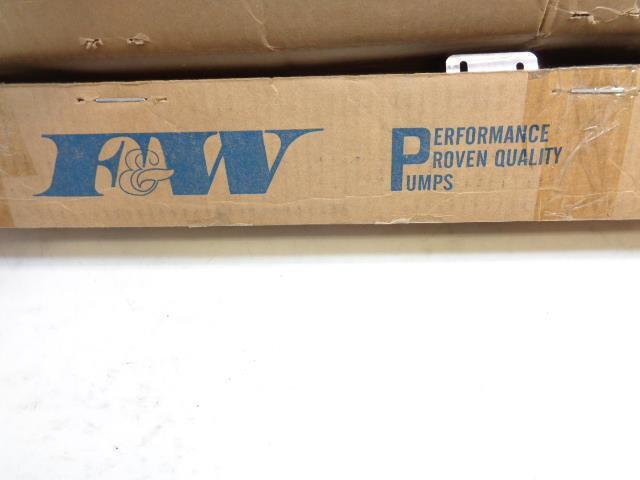 F&W
PERFORMANCE
PROVEN QUALITY
PUMPS